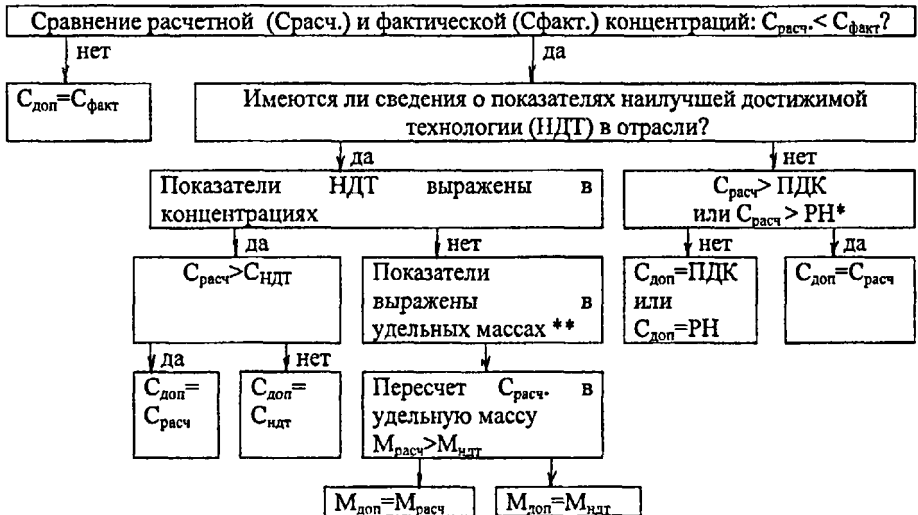 Сравнение расчетной (Срасч.) и фактической (Сфакт.) концентраций: Срасч.< Сфакт?
нет
да
Сдоп=Сфакт
Имеются ли сведения о показателях наилучшей достижимой
технологии (НДТ) в отрасли?
да
нет
Показатели НДТ выражены в
концентрациях
Срасч> ПДК
или Срасч > РН*
да
нет
нет
да
Срасч>СНДТ
Показатели
выражены в
удельных массах **
Сдоп=ПДК
или
Сдоп=РН
Сдоп=Срасч
да
нет
Сдоп=
Срасч
Сдоп=
Сндт
Пересчет Срасч. в
удельную массу
Мрасч>Мндт
Мдоп=Мрасч
Мдоп=Мндт